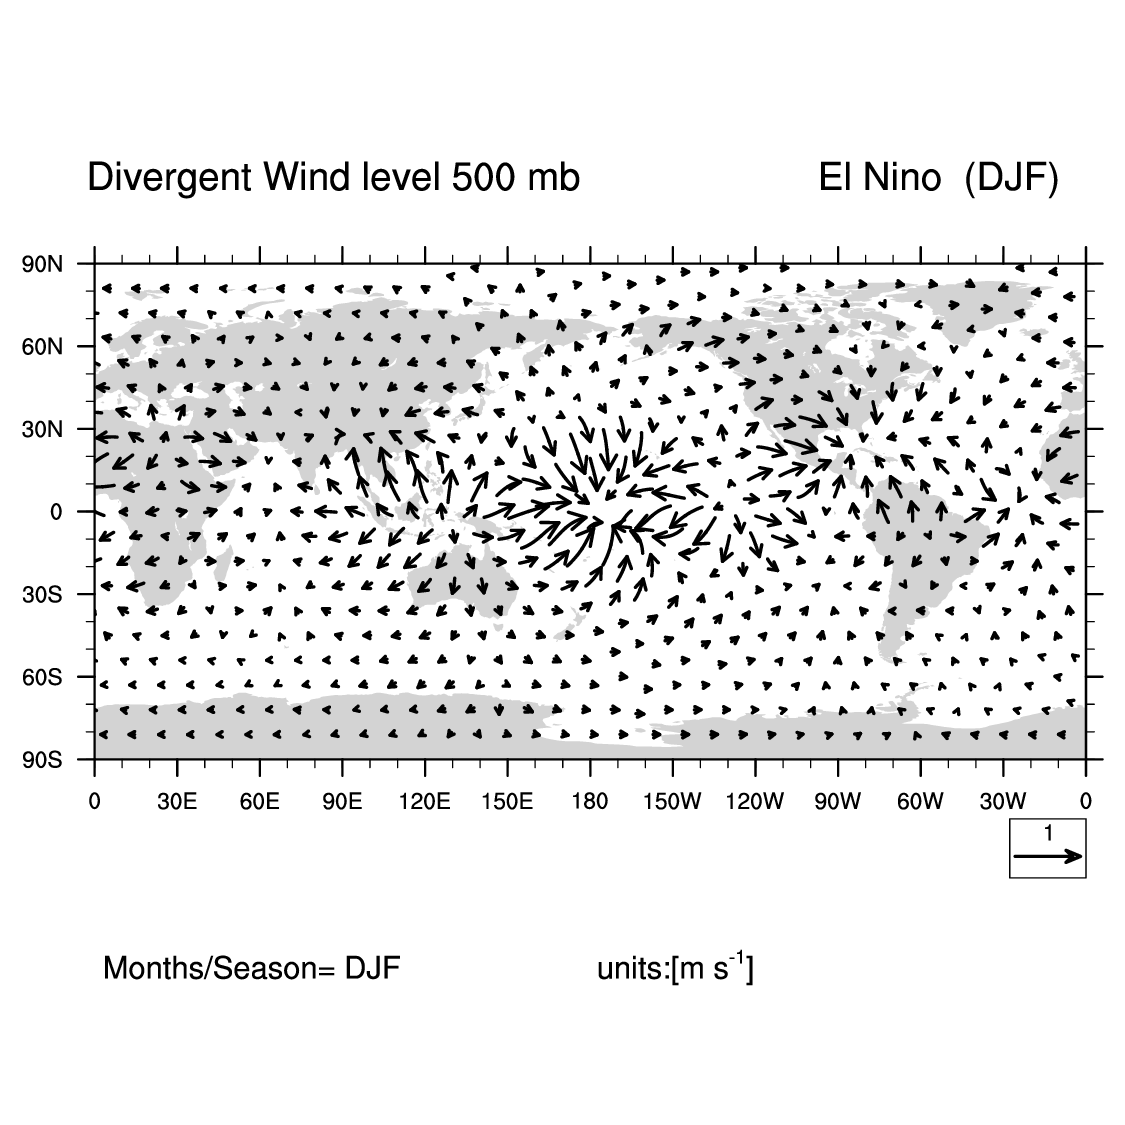 Divergent Wind level 500 mb
El Nino (DJF)
90N
60N
30N
0
30S
60S
90S
0 30E 60E 90E 120E 150E 180 150W 120W 90W 60W 30W 0
1
Months/Season= DJF
units:[m s-1]